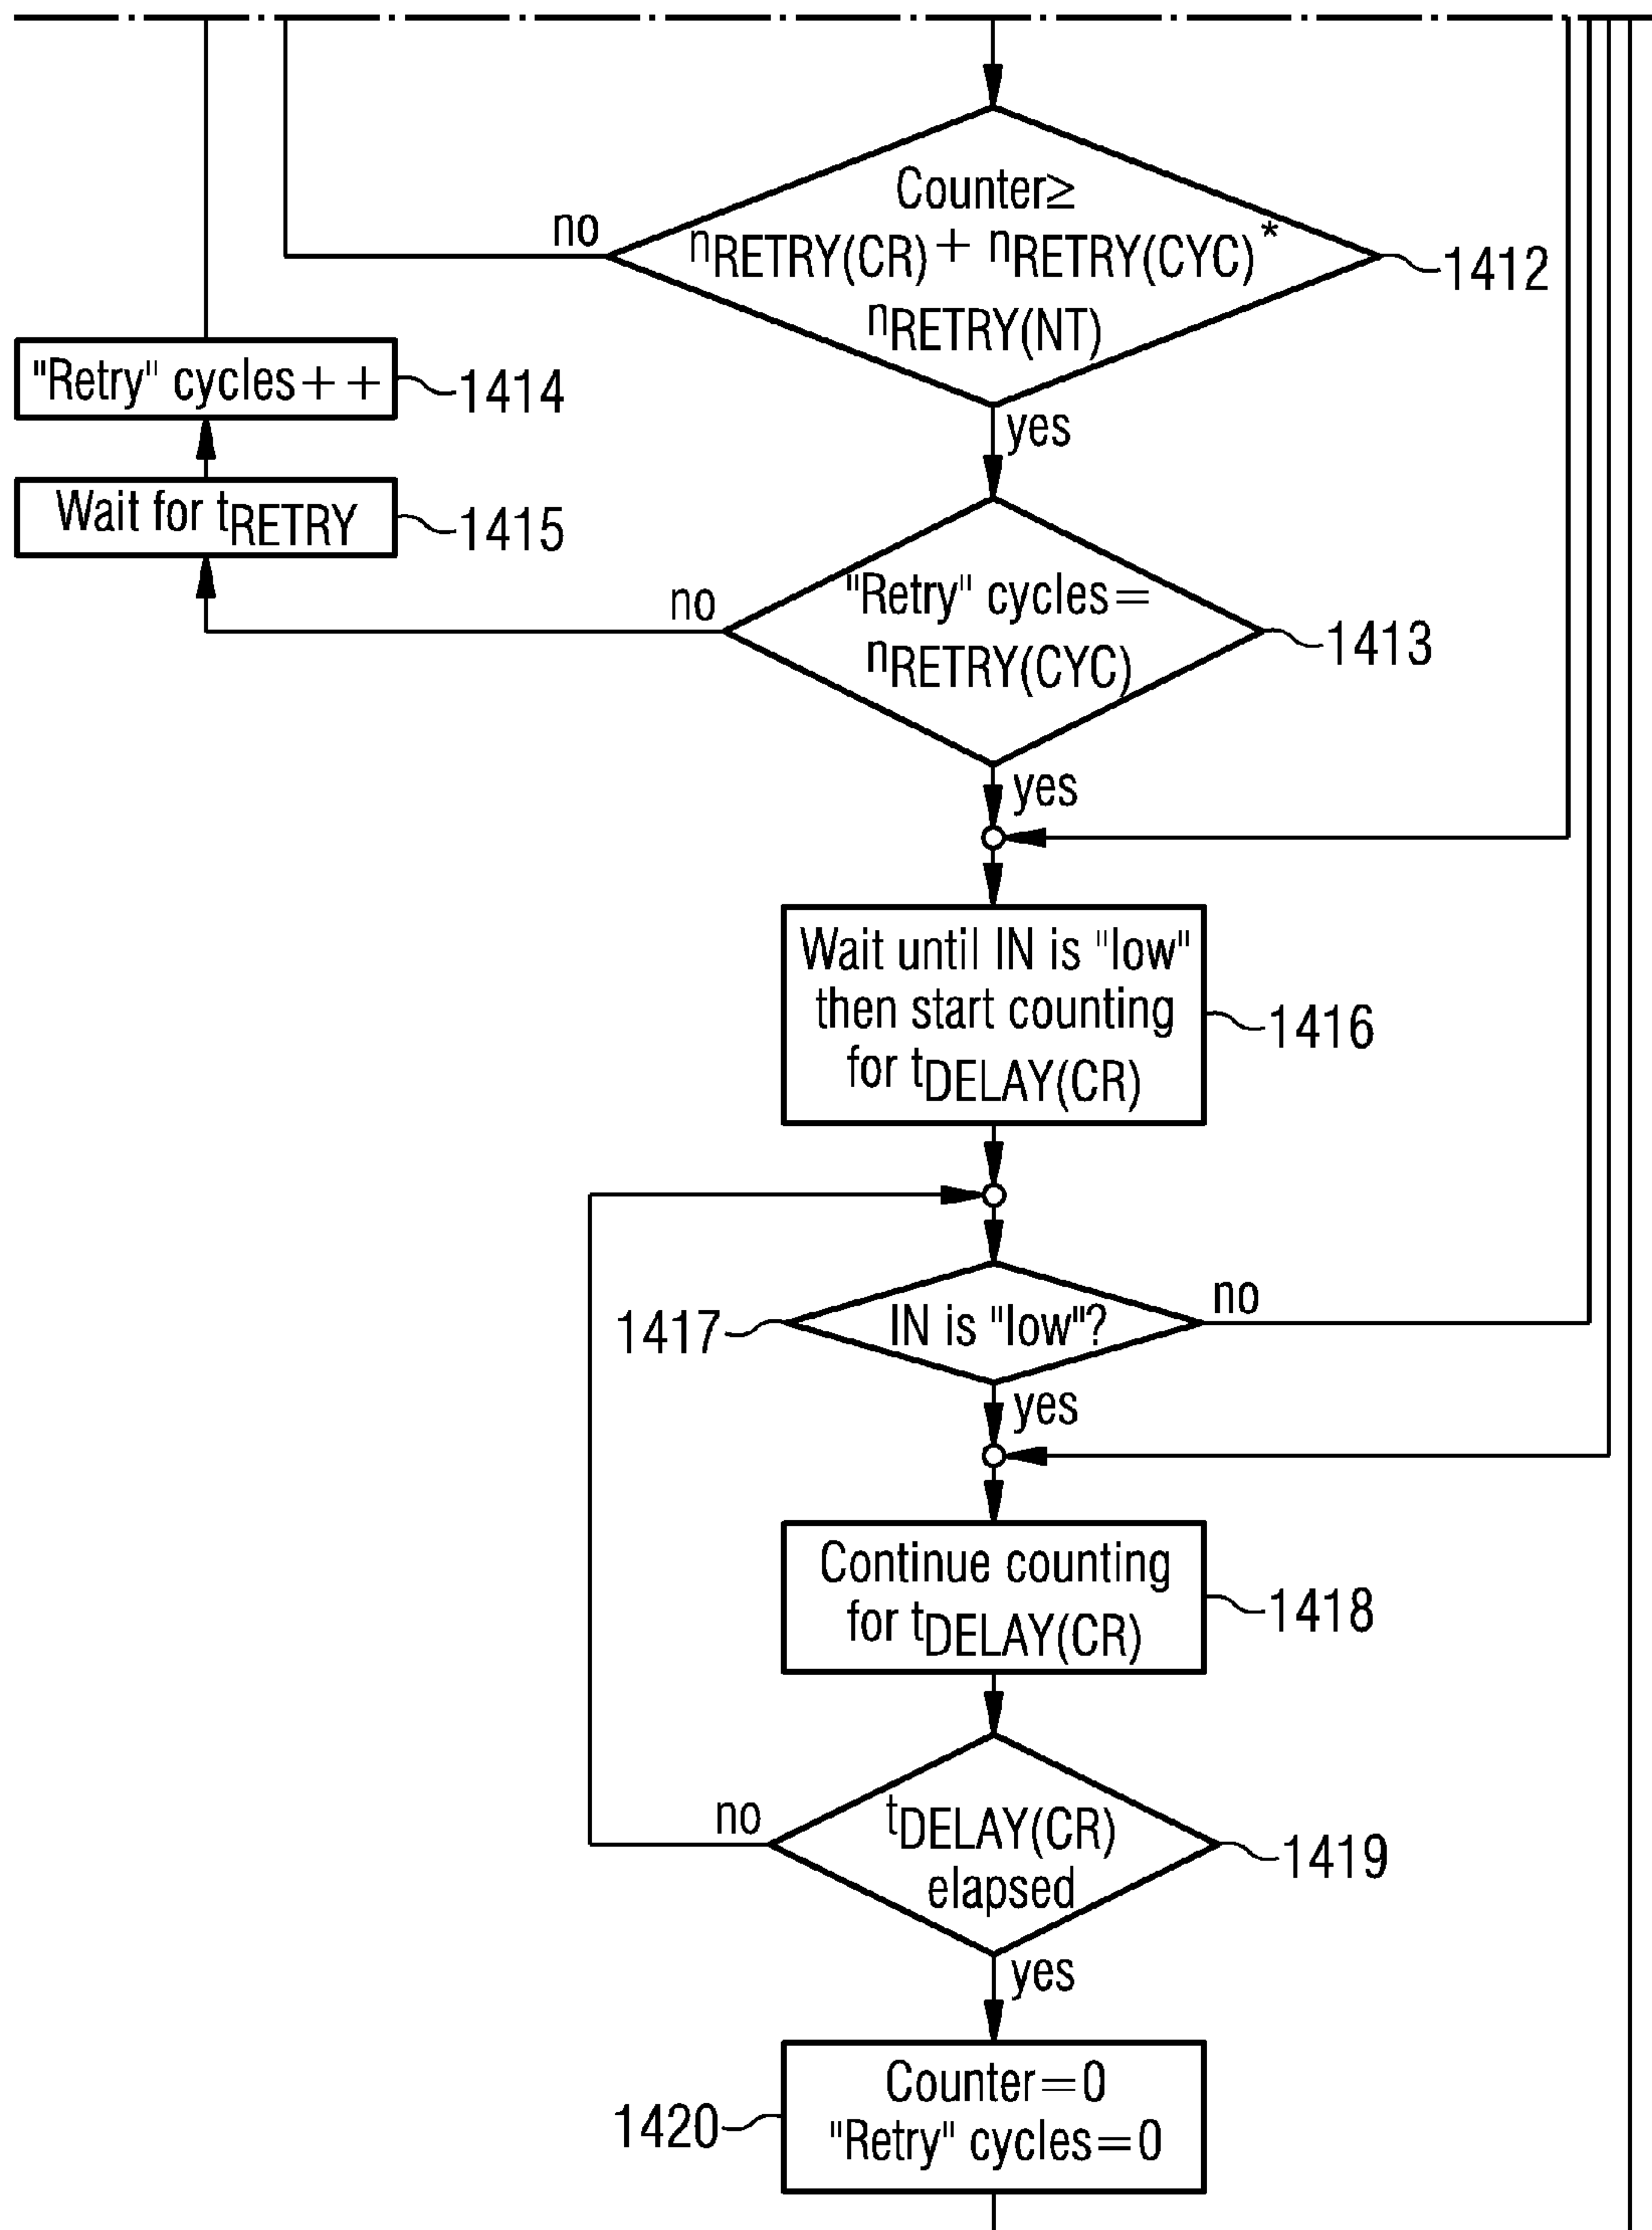 Counter≥
nRETRY(CR) + nRETRY(CYC)*
nRETRY(NT)
no
1412
yes
"Retry" cycles++
1414
Wait for tRETRY
1415
"Retry" cycles=
nRETRY(CYC)
no
1413
yes
Wait until IN is "low"
then start counting
for tDELAY(CR)
1416
1417
IN is "low"?
no
yes
Continue counting
for tDELAY(CR)
1418
no
tDELAY(CR)
elapsed
1419
yes
Counter=0
"Retry" cycles=0
1420